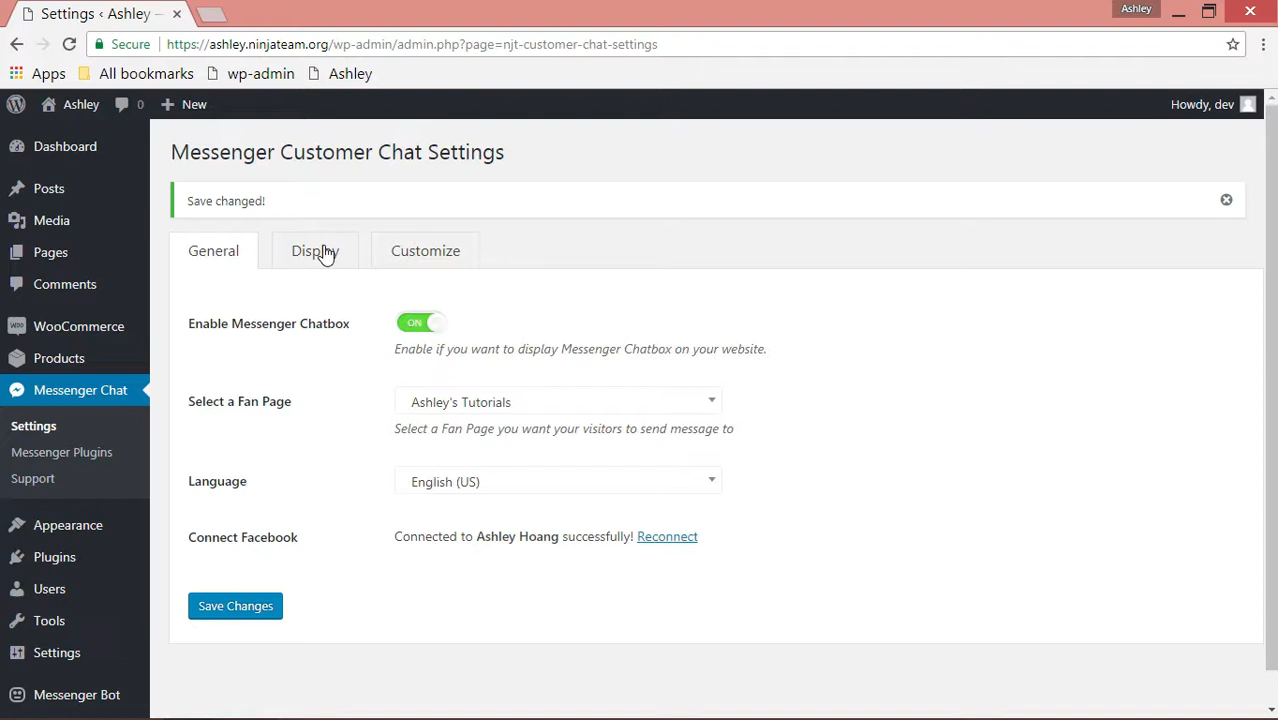 Settings ‹ Ashley —
Ashley
Secure
https://ashley.ninjateam.org/wp-admin/admin.php?page=njt-customer-chat-settings
Apps
All bookmarks
wp-admin
Ashley
Ashley
0
New
Howdy, dev
Dashboard
Posts
Media
Pages
Comments
WOO
WooCommerce
Products
Messenger Chat
Settings
Messenger Plugins
Support
Appearance
Plugins
Users
Tools
Settings
Messenger Bot
Messenger Customer Chat Settings
Save changed!
General
Display
Customize
Enable Messenger Chatbox
ON
Enable if you want to display Messenger Chatbox on your website.
Select a Fan Page
Ashley's Tutorials
Select a Fan Page you want your visitors to send message to
Language
English (US)
Connect Facebook
Connected to Ashley Hoang successfully! Reconnect
Save Changes